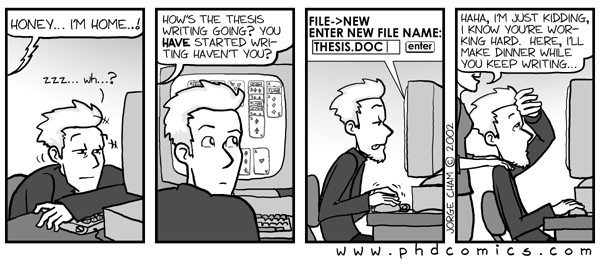 HONEY... I'M HOME..!
ZZZ... WH...?
HOW'S THE THESIS
WRITING GOING? YOU
HAVE STARTED WRI-
TING HAVEN'T YOU?
FILE->NEW
ENTER NEW FILE NAME:
THESIS.DOC
enter
HAHA, I'M JUST KIDDING,
I KNOW YOU'RE WOR-
KING HARD. HERE, I'LL
MAKE DINNER WHILE
YOU KEEP WRITING...
JORGE CHAM © 2002
www.phdcomics.com